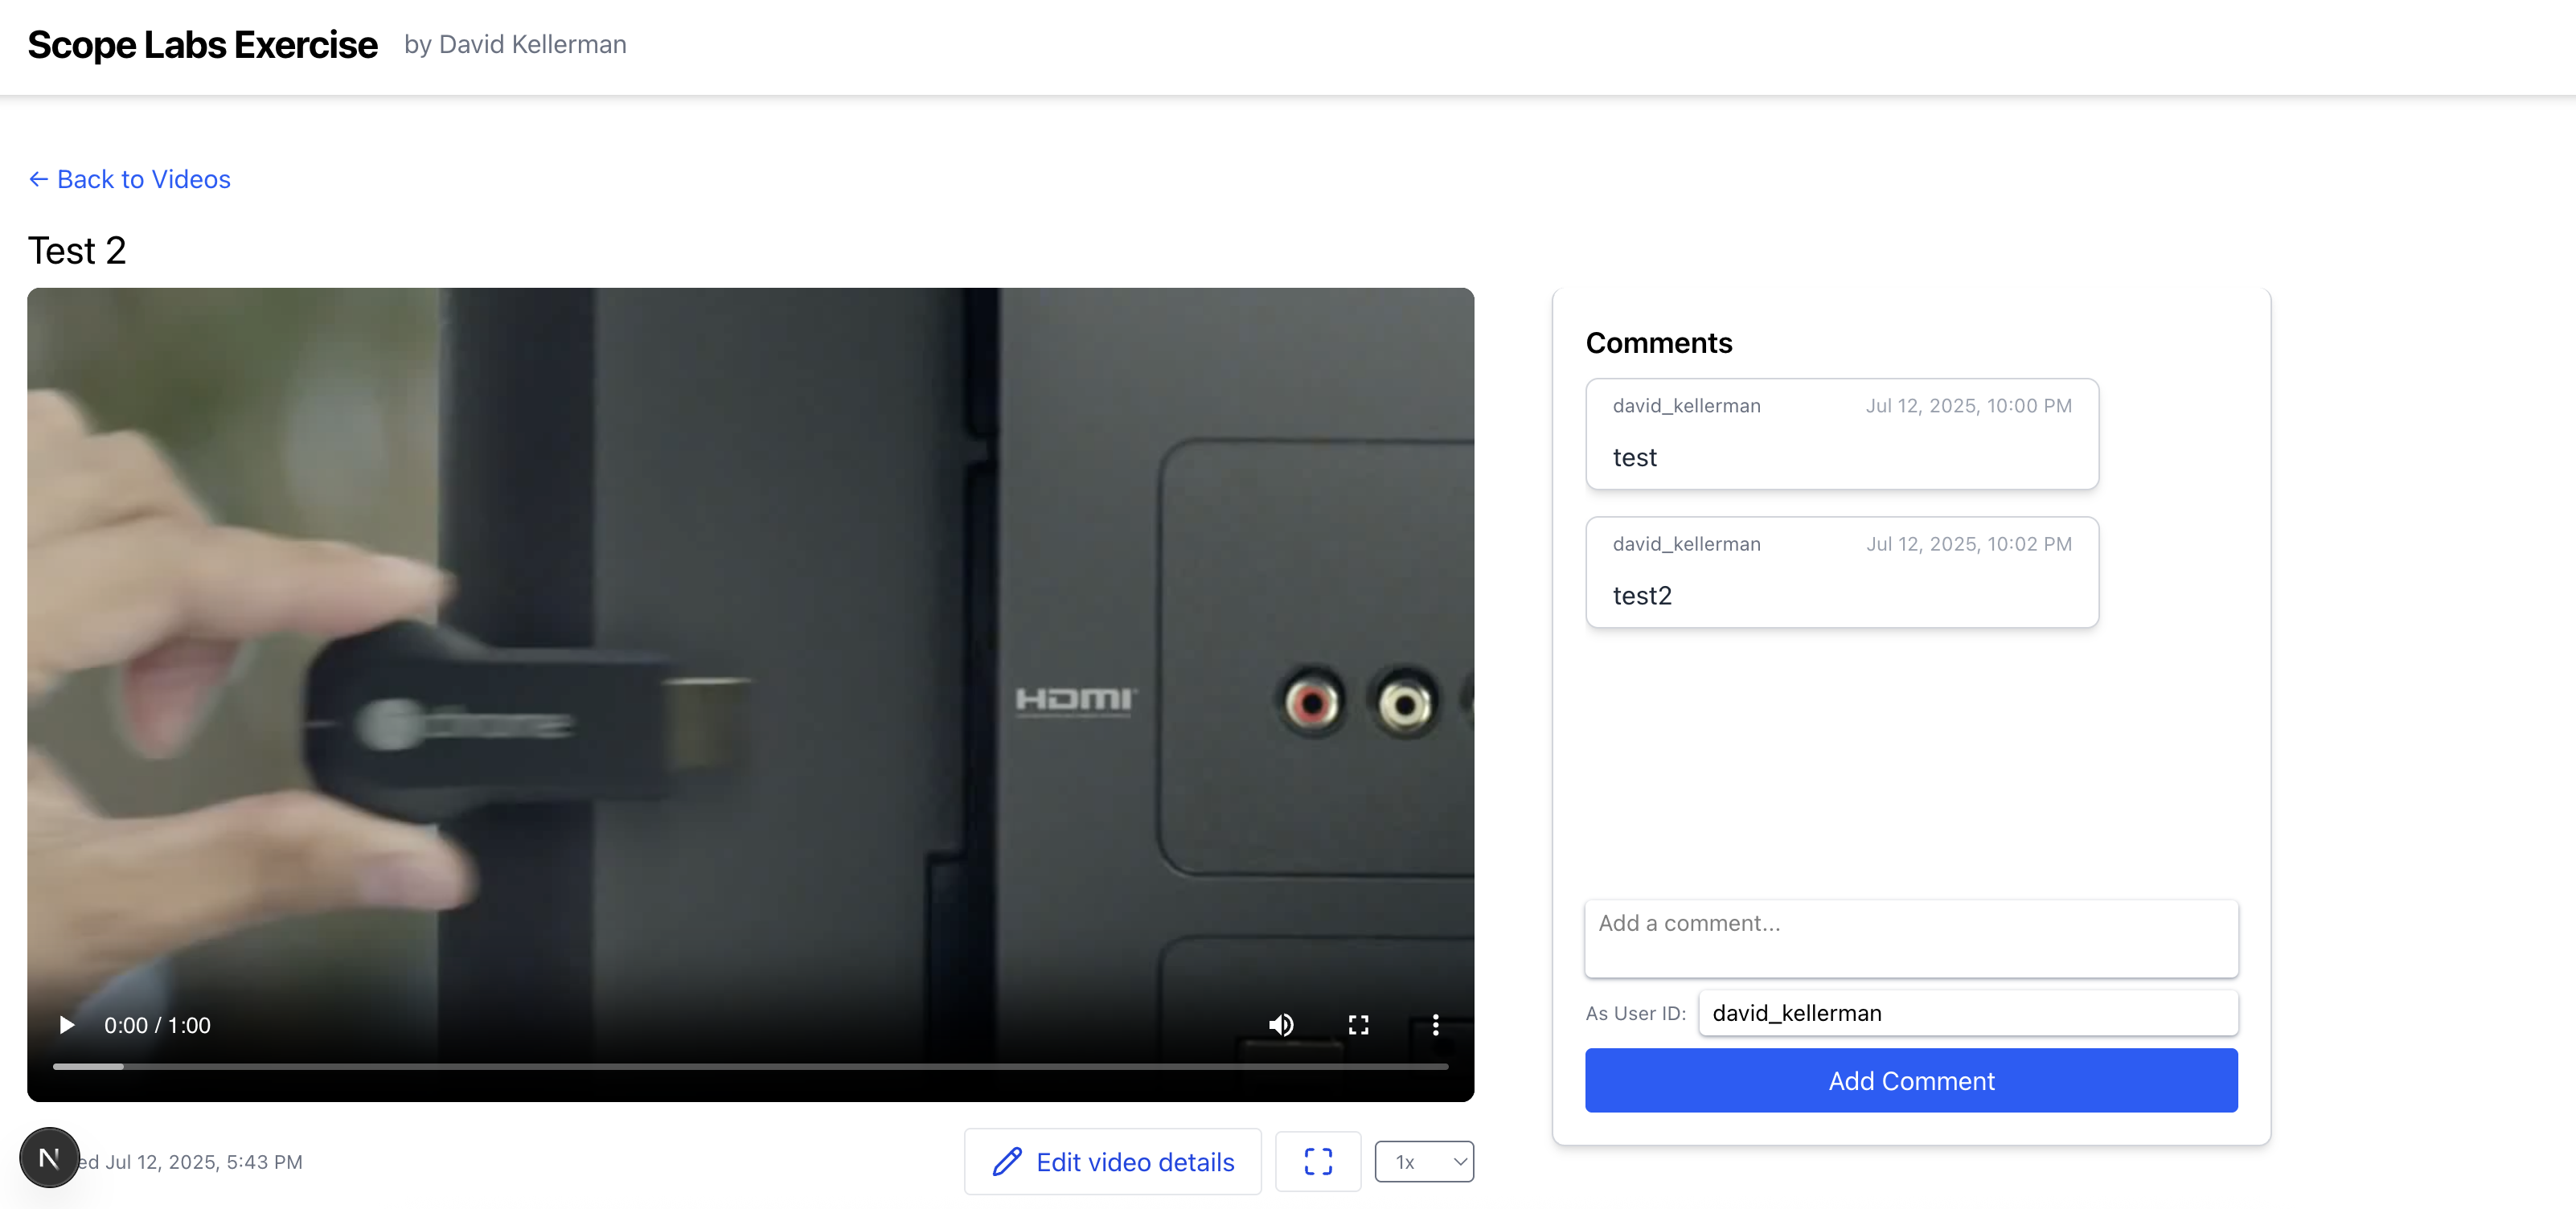 Scope Labs Exercise by David Kellerman
← Back to Videos
Test 2
HDMI
chrome
0:00 / 1:00
Comments
david_kellerman Jul 12, 2025, 10:00 PM
test
david_kellerman Jul 12, 2025, 10:02 PM
test2
Add a comment...
As User ID: david_kellerman
Add Comment
N
ed Jul 12, 2025, 5:43 PM
Edit video details
1x